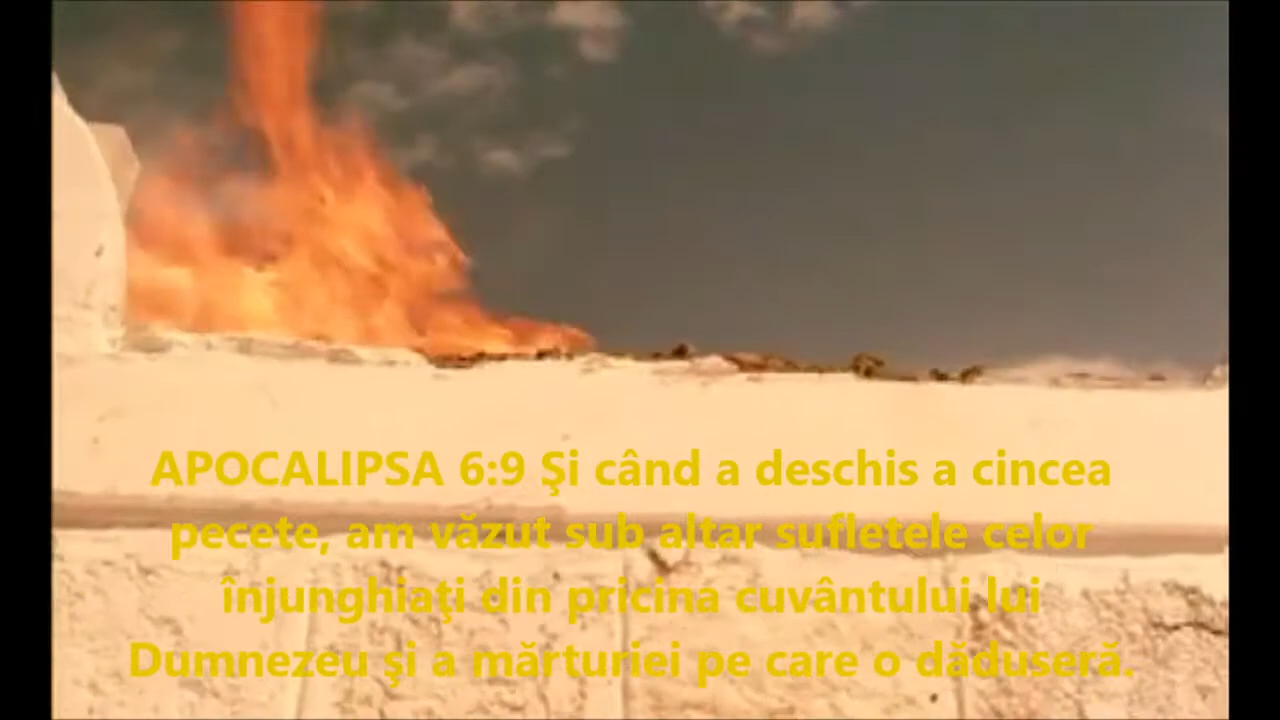 APOCALIPSA 6:9 Şi când a deschis a cincea
pecete, am văzut sub altar sufletele celor
înjunghiaţi din pricina cuvântului lui
Dumnezeu şi a mărturiei pe care o dăduseră.